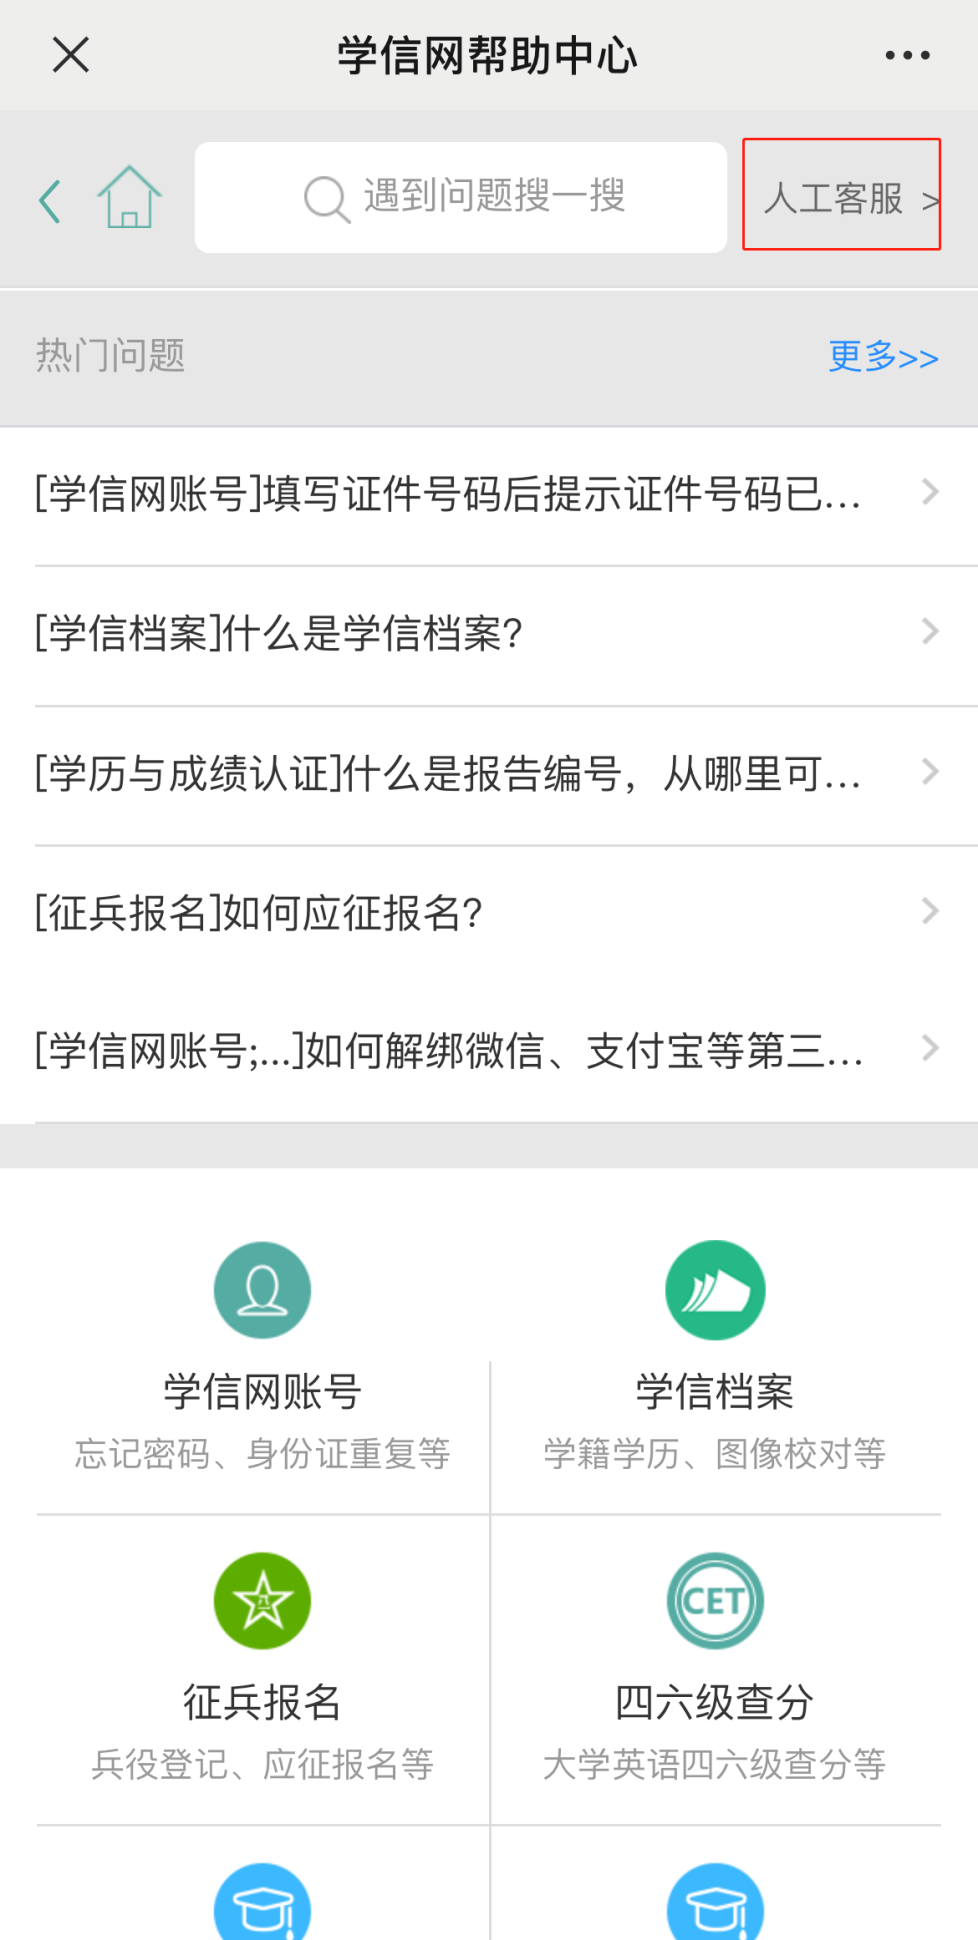 学信网帮助中心
遇到问题搜一搜
人工客服 >
热门问题
更多>>
[学信网账号]填写证件号码后提示证件号码已...
[学信档案]什么是学信档案?
[学历与成绩认证]什么是报告编号，从哪里可...
[征兵报名]如何应征报名?
[学信网账号;...]如何解绑微信、支付宝等第三...
学信网账号
学信档案
忘记密码、身份证重复等
学籍学历、图像校对等
八一
CET
征兵报名
四六级查分
兵役登记、应征报名等
大学英语四六级查分等